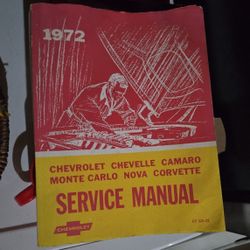 1972
CHEVROLET CHEVELLE CAMARO
MONTE CARLO NOVA CORVETTE
SERVICE MANUAL
CHEVROLET